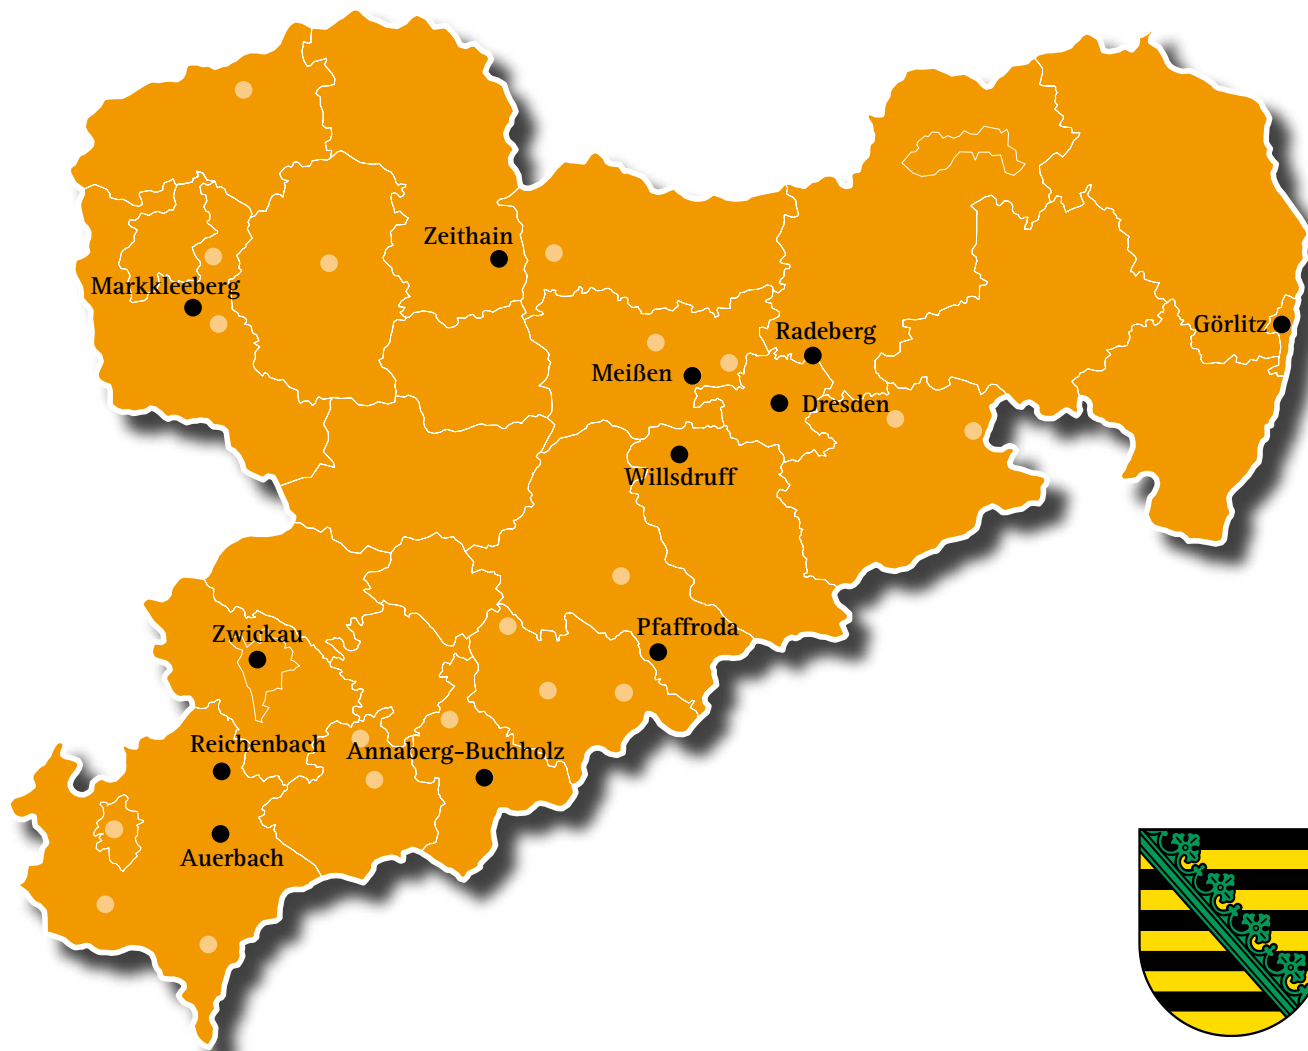 Zeithain
Markkleeberg
Görlitz
Radeberg
Meißen
Dresden
Willsdruff
Zwickau
Pfaffroda
Reichenbach
Annaberg-Buchholz
Auerbach